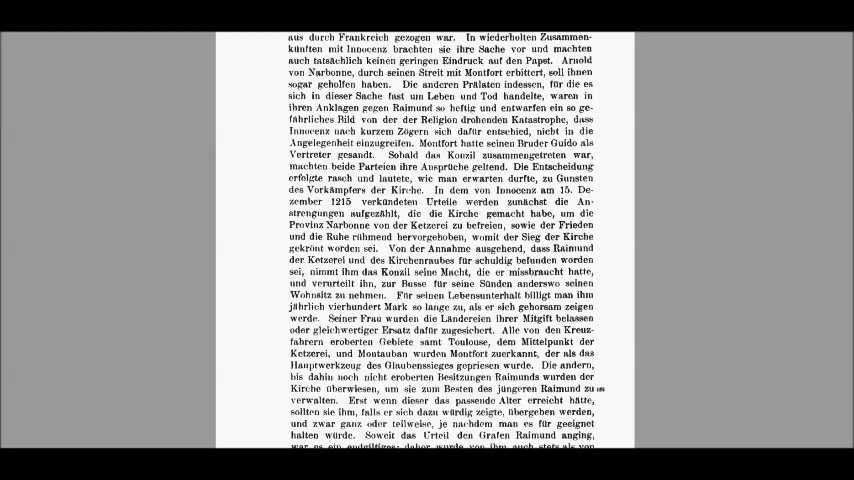 aus durch Frankreich gezogen war. In wiederholten Zusammen-
künften mit Innocenz brachten sie ihre Sache vor und machten
auch tatsächlich keinen geringen Eindruck auf den Papst. Arnold
von Narbonne, durch seinen Streit mit Montfort erbittert, soll ihnen
sogar geholfen haben. Die anderen Prälaten indessen, für die es
sich in dieser Sache fast um Leben und Tod handelte, waren in
ihren Anklagen gegen Raimund so heftig und entwarfen ein so ge-
fährliches Bild von der der Religion drohenden Katastrophe, dass
Innocenz nach kurzem Zögern sich dafür entschied, nicht in die
Angelegenheit einzugreifen. Montfort hatte seinen Bruder Guido als
Vertreter gesandt. Sobald das Konzil zusammengetreten war,
machten beide Parteien ihre Ansprüche geltend. Die Entscheidung
erfolgte rasch und lautete, wie man erwarten durfte, zu Gunsten
des Vorkämpfers der Kirche. In dem von Innocenz am 15. De-
zember 1215 verkündeten Urteile werden zunächst die An-
strengungen aufgezählt, die die Kirche gemacht habe, um die
Provinz Narbonne von der Ketzerei zu befreien, sowie der Frieden
und die Ruhe rühmend hervorgehoben, womit der Sieg der Kirche
gekrönt worden sei. Von der Annahme ausgehend, dass Raimund
der Ketzerei und des Kirchenraubes für schuldig befunden worden
sei, nimmt ihm das Konzil seine Macht, die er missbraucht hatte,
und verurteilt ihn, zur Busse für seine Sünden anderswo seinen
Wohnsitz zu nehmen. Für seinen Lebensunterhalt billigt man ihm
jährlich vierhundert Mark so lange zu, als er sich gehorsam zeigen
werde. Seiner Frau wurden die Ländereien ihrer Mitgift belassen
oder gleichwertiger Ersatz dafür zugesichert. Alle von den Kreuz-
fahrern eroberten Gebiete samt Toulouse, dem Mittelpunkt der
Ketzerei, und Montauban wurden Montfort zuerkannt, der als das
Hauptwerkzeug des Glaubenssieges gepriesen wurde. Die andern,
bis dahin noch nicht eroberten Besitzungen Raimunds wurden der
Kirche überwiesen, um sie zum Besten des jüngeren Raimund zu
verwalten. Erst wenn dieser das passende Alter erreicht hätte,
sollten sie ihm, falls er sich dazu würdig zeigte, übergeben werden,
und zwar ganz oder teilweise, je nachdem man es für geeignet
halten würde. Soweit das Urteil den Grafen Raimund anging,
war es ein endgiltiges; daher wurde von ihm auch stets als von